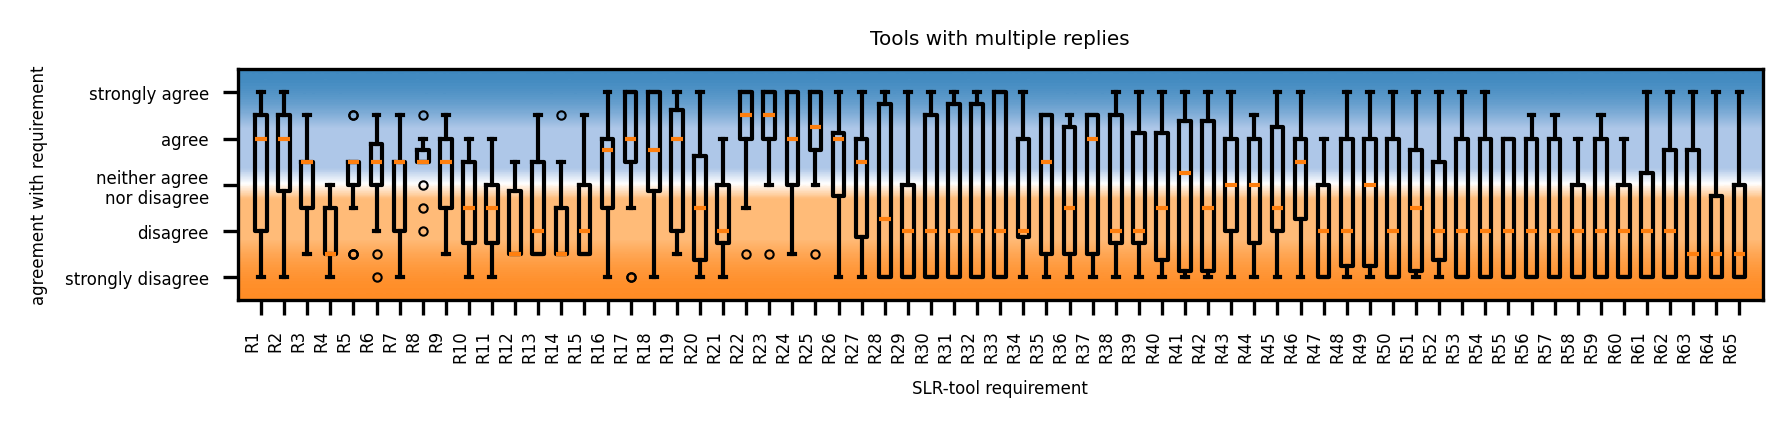 Tools with multiple replies
agreement with requirement
strongly agree
agree
neither agree
nor disagree
disagree
strongly disagree
R1
R2
R3
R4
R5
R6
R7
R8
R9
R10
R11
R12
R13
R14
R15
R16
R17
R18
R19
R20
R21
R22
R23
R24
R25
R26
R27
R28
R29
R30
R31
R32
R33
R34
R35
R36
R37
R38
R39
R40
R41
R42
R43
R44
R45
R46
R47
R48
R49
R50
R51
R52
R53
R54
R55
R56
R57
R58
R59
R60
R61
R62
R63
R64
R65
SLR-tool requirement